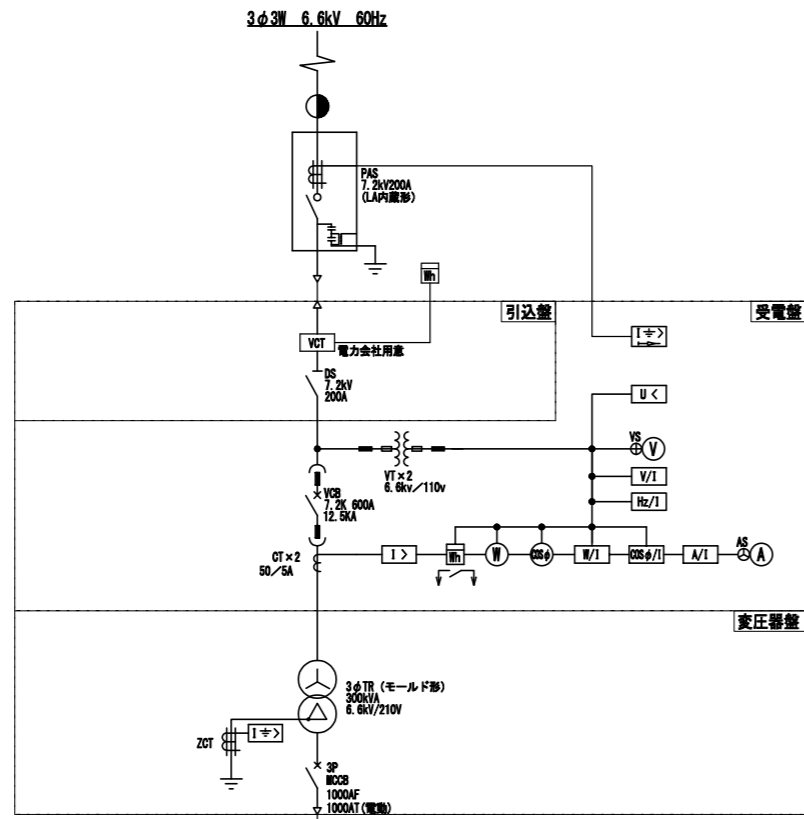 3φ3W 6.6kV 60Hz
PAS
7.2kV200A
(LA内蔵形)
Wh
引込盤
受電盤
VCT
電力会社用意
I⏚>
DS
7.2kV
200A
U<
VS
V
VT×2
6.6kv/110v
V/I
Hz/I
VCB
7.2K 600A
12.5KA
CT×2
50/5A
I>
Wh
W
COSφ
W/I
COSφ/I
A/I
AS
A
変圧器盤
3φTR (モールド形)
300kVA
6.6kV/210V
ZCT
I⏚>
3P
MCCB
1000AF
1000AT(電動)